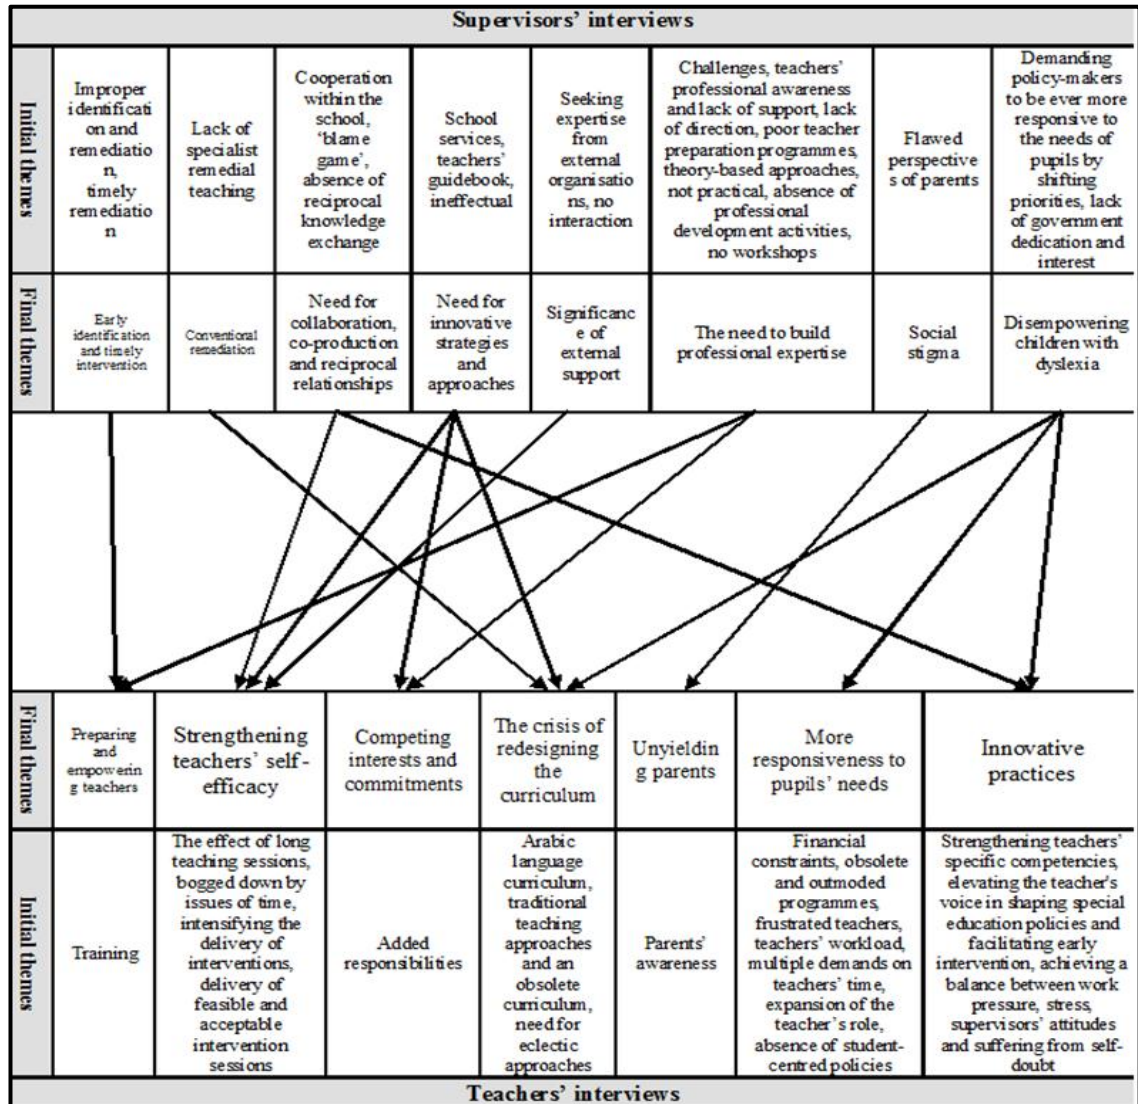 Supervisors' interviews
Initial themes
Improper
identificati
on and
remediatio
n,
timely
remediatio
n
Lack of
specialist
remedial
teaching
Cooperation
within the
school,
'blame
game',
absence of
reciprocal
knowledge
exchange
School
services,
teachers'
guidebook,
ineffectual
Seeking
expertise
from
external
organisatio
ns, no
interaction
Challenges, teachers'
professional awareness
and lack of support, lack
of direction, poor teacher
preparation programmes,
theory-based approaches,
not practical, absence of
professional
development activities,
no workshops
Flawed
perspective
s of parents
Demanding
policy-makers
to be ever more
responsive to
the needs of
pupils by
shifting
priorities, lack
of government
dedication and
interest
Final themes
Early
identification
and timely
intervention
Conventional
remediation
Need for
collaboration,
co-production
and reciprocal
relationships
Need for
innovative
strategies
and
approaches
Significanc
e of
external
support
The need to build
professional expertise
Social
stigma
Disempowering
children with
dyslexia
Final themes
Preparing
and
empowerin
g teachers
Strengthening
teachers' self-
efficacy
Competing
interests and
commitments
The crisis of
redesigning
the
curriculum
Unyieldin
g parents
More
responsiveness to
pupils' needs
Innovative
practices
Initial themes
Training
The effect of long
teaching sessions,
bogged down by
issues of time,
intensifying the
delivery of
interventions,
delivery of
feasible and
acceptable
intervention
sessions
Added
responsibilities
Arabic
language
curriculum,
traditional
teaching
approaches
and an
obsolete
curriculum,
need for
eclectic
approaches
Parents'
awareness
Financial
constraints, obsolete
and outmoded
programmes,
frustrated teachers,
teachers' workload,
multiple demands on
teachers' time,
expansion of the
teacher's role,
absence of student-
centred policies
Strengthening teachers'
specific competencies,
elevating the teacher's
voice in shaping special
education policies and
facilitating early
intervention, achieving a
balance between work
pressure, stress,
supervisors' attitudes
and suffering from self-
doubt
Teachers' interviews